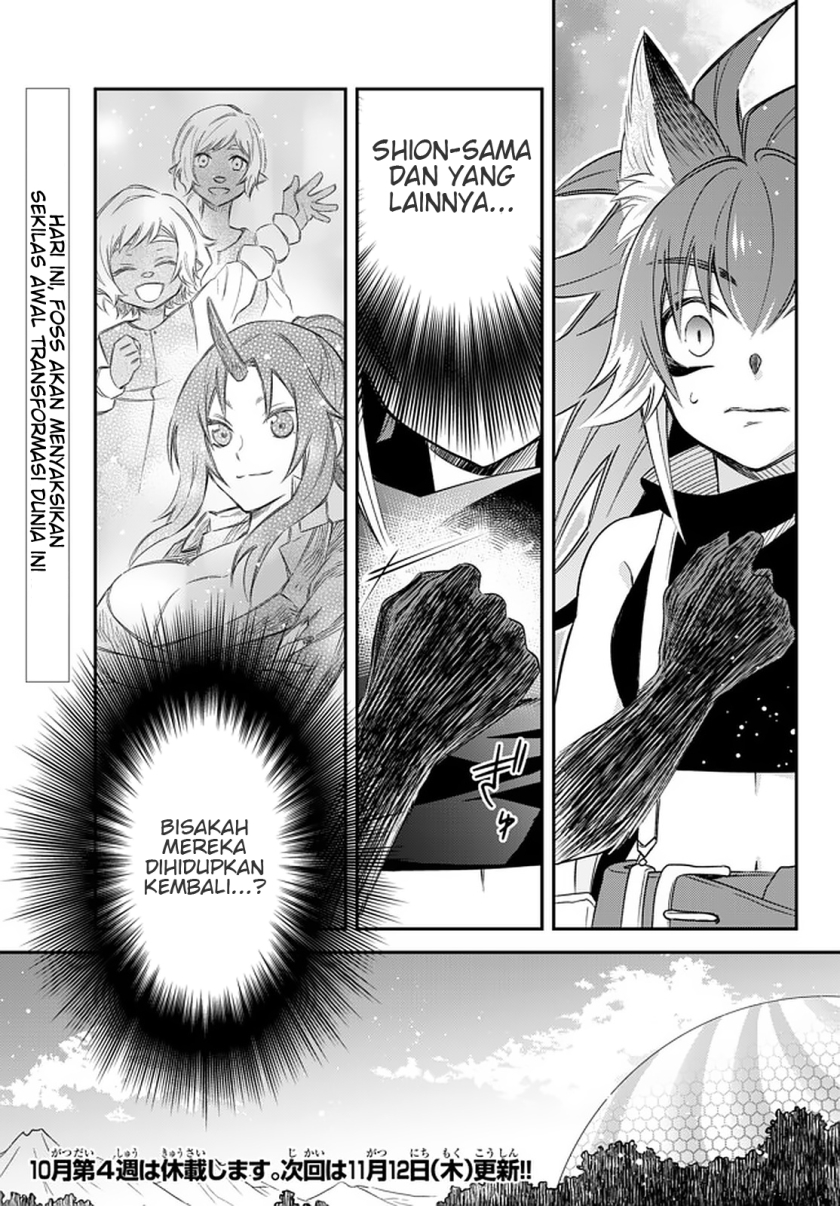 SHION-SAMA
DAN YANG
LAINNYA...
ぎゅ
BISAKAH
MEREKA
DIHIDUPKAN
KEMBALI...?
HARI INI, FOSS AKAN MENYAKSIKAN
SEKILAS AWAL TRANSFORMASI DUNIA INI
10月第4週は休載します。次回は11月12日(木)更新!!